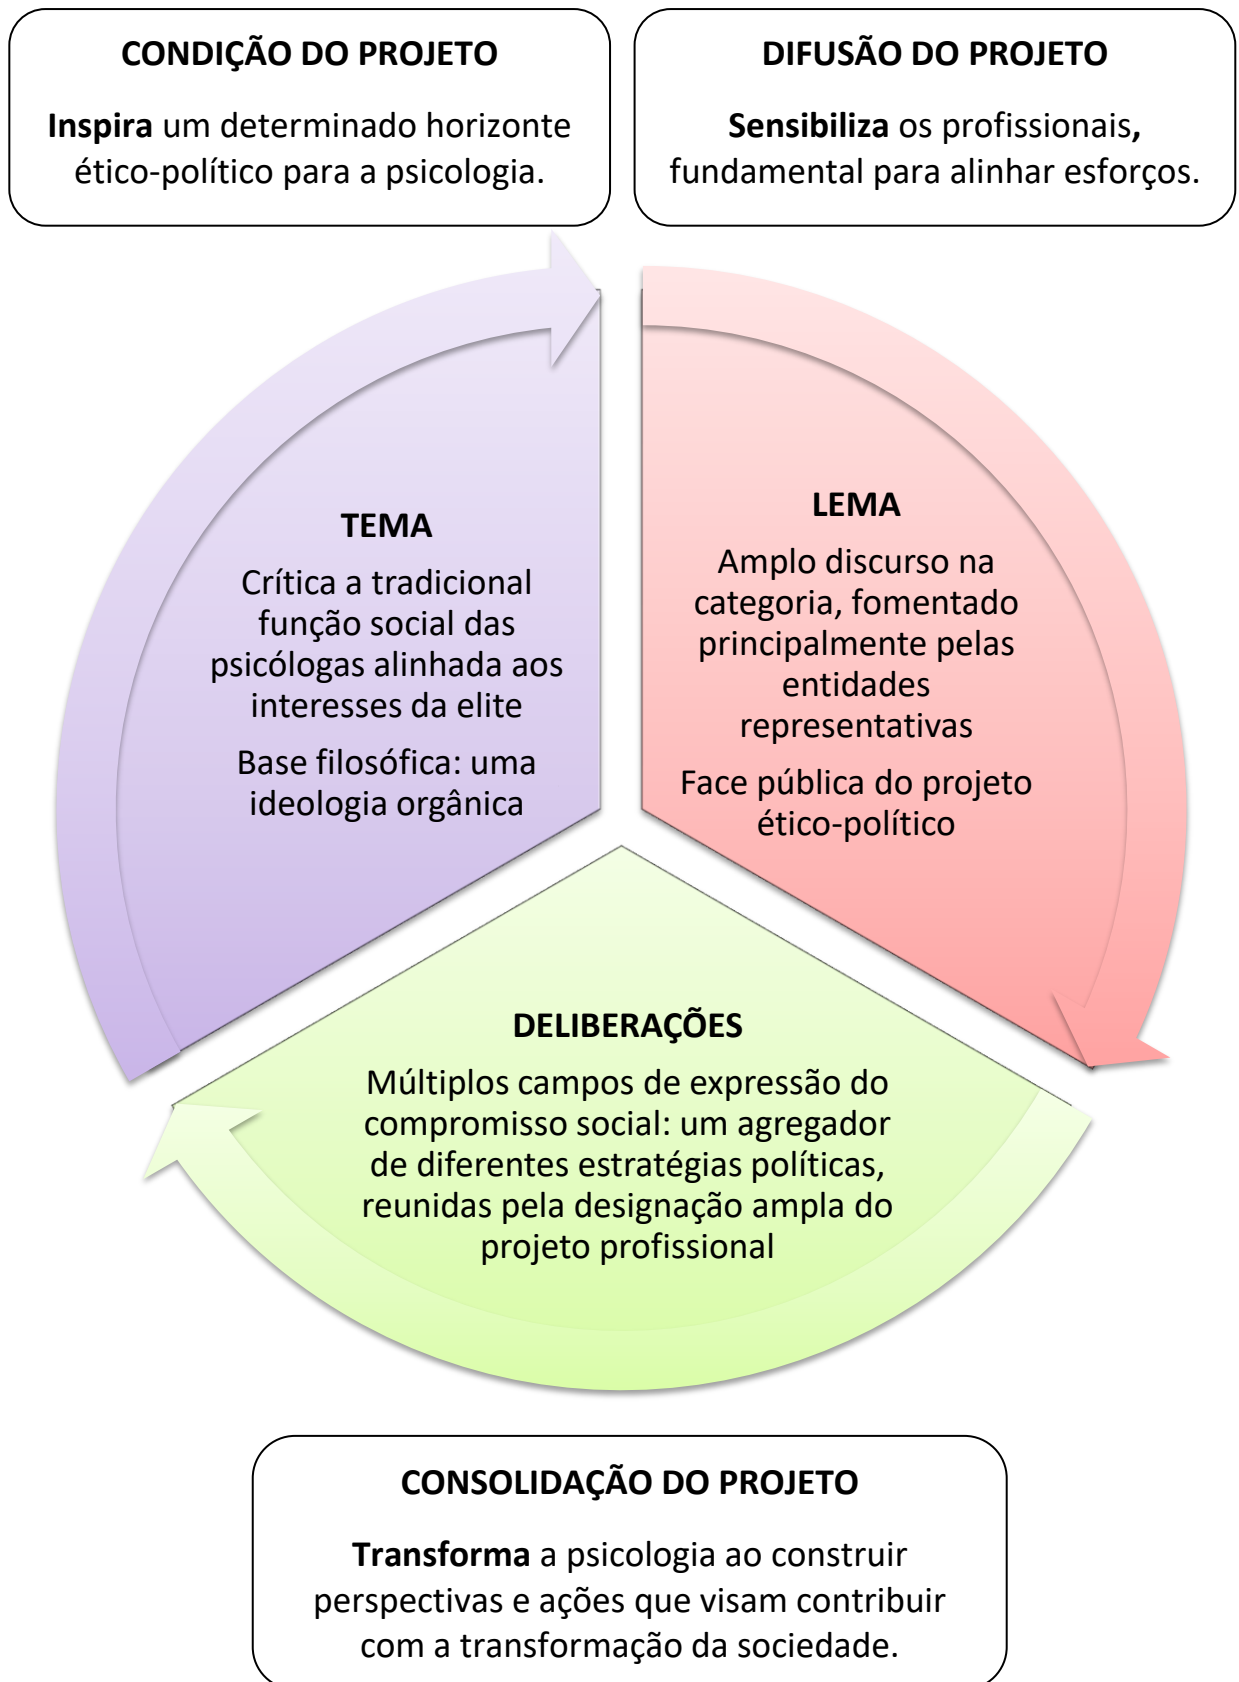 CONDIÇÃO DO PROJETO
Inspira um determinado horizonte
ético-político para a psicologia.
DIFUSÃO DO PROJETO
Sensibiliza os profissionais,
fundamental para alinhar esforços.
TEMA
Crítica a tradicional
função social das
psicólogas alinhada aos
interesses da elite
Base filosófica: uma
ideologia orgânica
LEMA
Amplo discurso na
categoria, fomentado
principalmente pelas
entidades
representativas
Face pública do projeto
ético-político
DELIBERAÇÕES
Múltiplos campos de expressão do
compromisso social: um agregador
de diferentes estratégias políticas,
reunidas pela designação ampla do
projeto profissional
CONSOLIDAÇÃO DO PROJETO
Transforma a psicologia ao construir
perspectivas e ações que visam contribuir
com a transformação da sociedade.